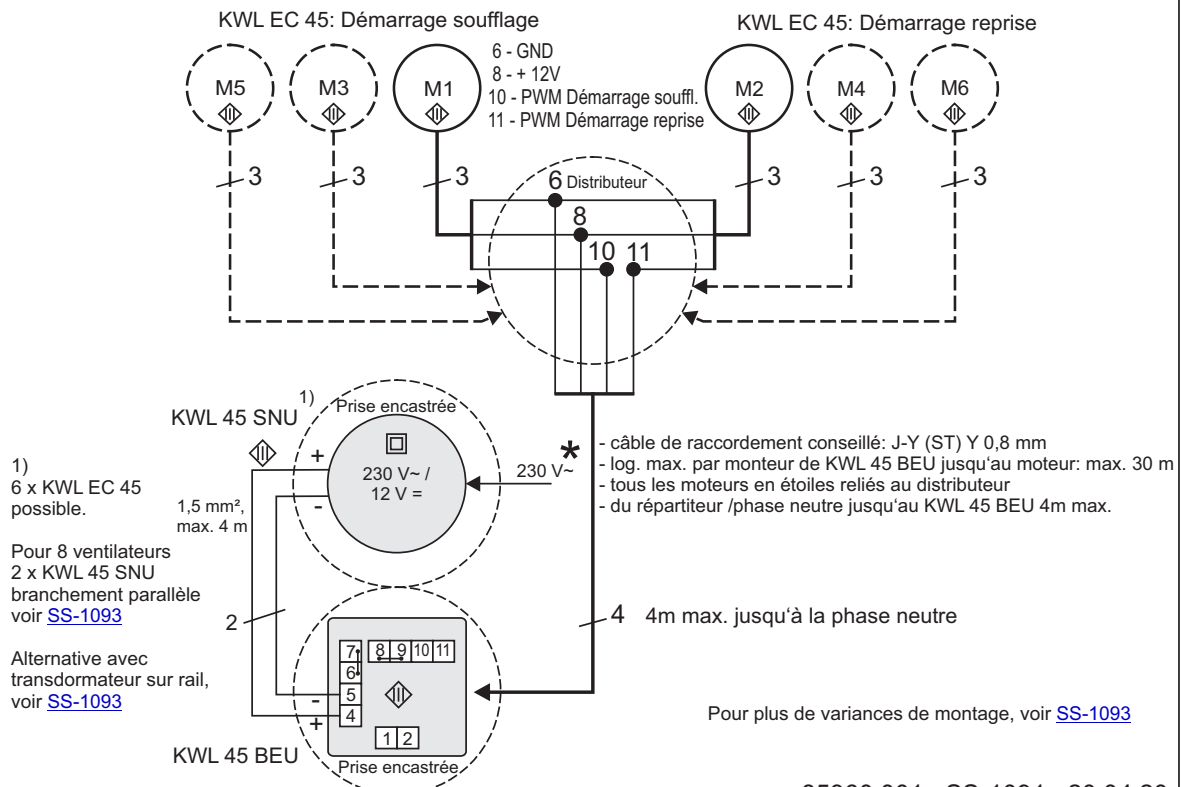 KWL EC 45: Démarrage soufflage
KWL EC 45: Démarrage reprise
6 - GND
8 - + 12V
10 - PWM Démarrage souffl.
11 - PWM Démarrage reprise
M5
M3
M1
M2
M4
M6
3
3
3
3
3
3
6 Distributeur
8
10 11
1)
KWL 45 SNU
Prise encastrée
+
-
230 V~ /
12 V =
230 V~
*
- câble de raccordement conseillé: J-Y (ST) Y 0,8 mm
- log. max. par monteur de KWL 45 BEU jusqu'au moteur: max. 30 m
- tous les moteurs en étoiles reliés au distributeur
- du répartiteur /phase neutre jusqu'au KWL 45 BEU 4m max.
1)
6 x KWL EC 45
possible.
1,5 mm²,
max. 4 m
Pour 8 ventilateurs
2 x KWL 45 SNU
branchement parallèle
voir SS-1093
Alternative avec
transdormateur sur rail,
voir SS-1093
2
4 4m max. jusqu'à la phase neutre
7 8 9 10 11
6
- 5
+ 4
1 2
KWL 45 BEU
Prise encastrée
Pour plus de variances de montage, voir SS-1093